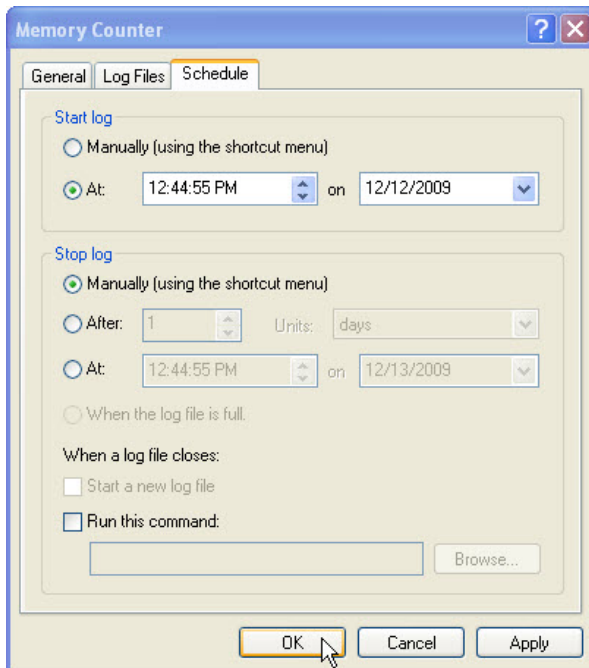 Memory Counter
General Log Files Schedule
Start log
Manually (using the shortcut menu)
At: 12:44:55 PM on 12/12/2009
Stop log
Manually (using the shortcut menu)
After: 1 Units: days
At: 12:44:55 PM on 12/13/2009
When the log file is full.
When a log file closes:
Start a new log file
Run this command:
Browse...
OK Cancel Apply